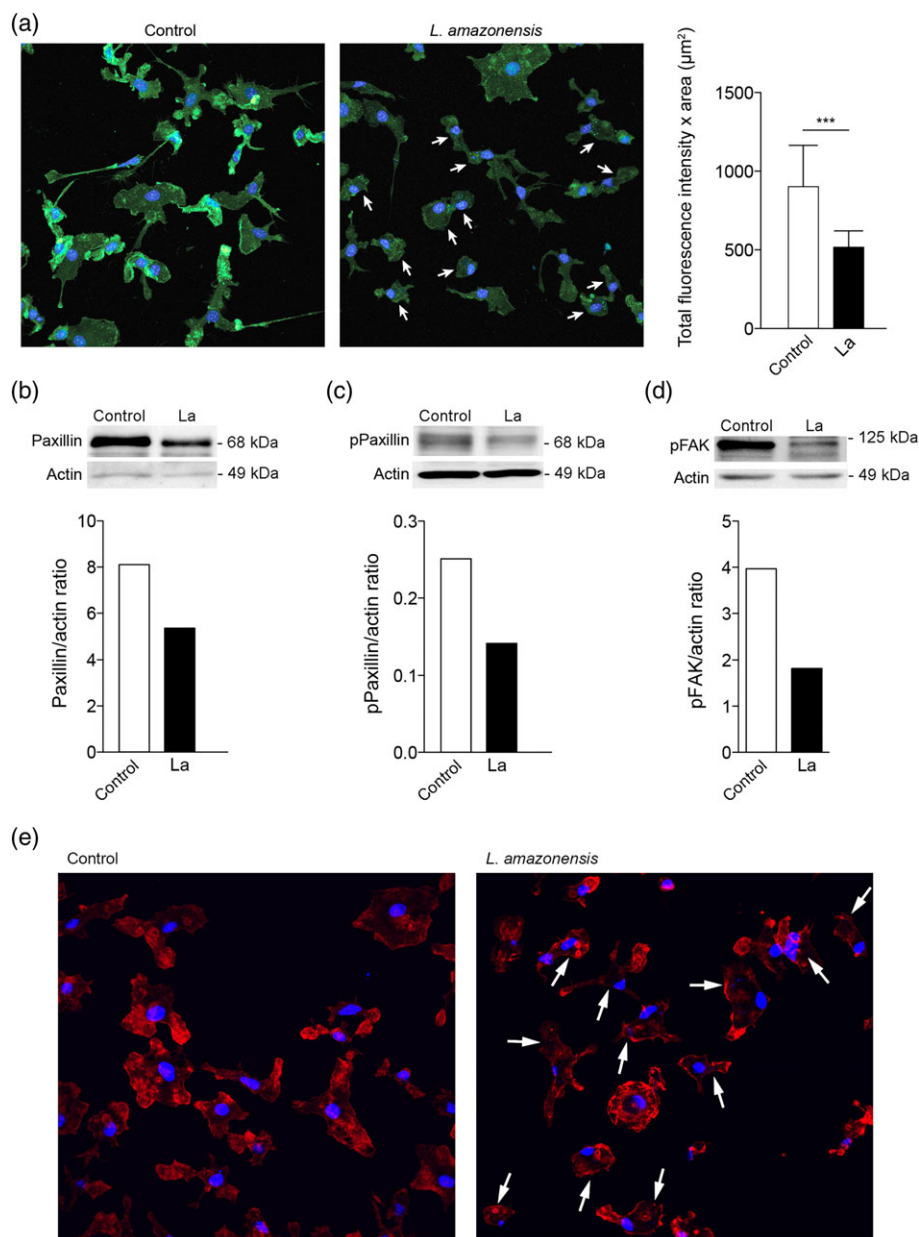 (a)
Control
L. amazonensis
Total fluorescence intensity x area (µm²)
1500
1000
500
0
***
Control
La
(b)
Control La
Paxillin
- 68 kDa
Actin
- 49 kDa
Paxillin/actin ratio
10
8
6
4
2
0
Control
La
(c)
Control La
pPaxillin
- 68 kDa
Actin
- 49 kDa
pPaxillin/actin ratio
0.3
0.2
0.1
0.0
Control
La
(d)
Control La
pFAK
- 125 kDa
Actin
- 49 kDa
pFAK/actin ratio
5
4
3
2
1
0
Control
La
(e)
Control
L. amazonensis